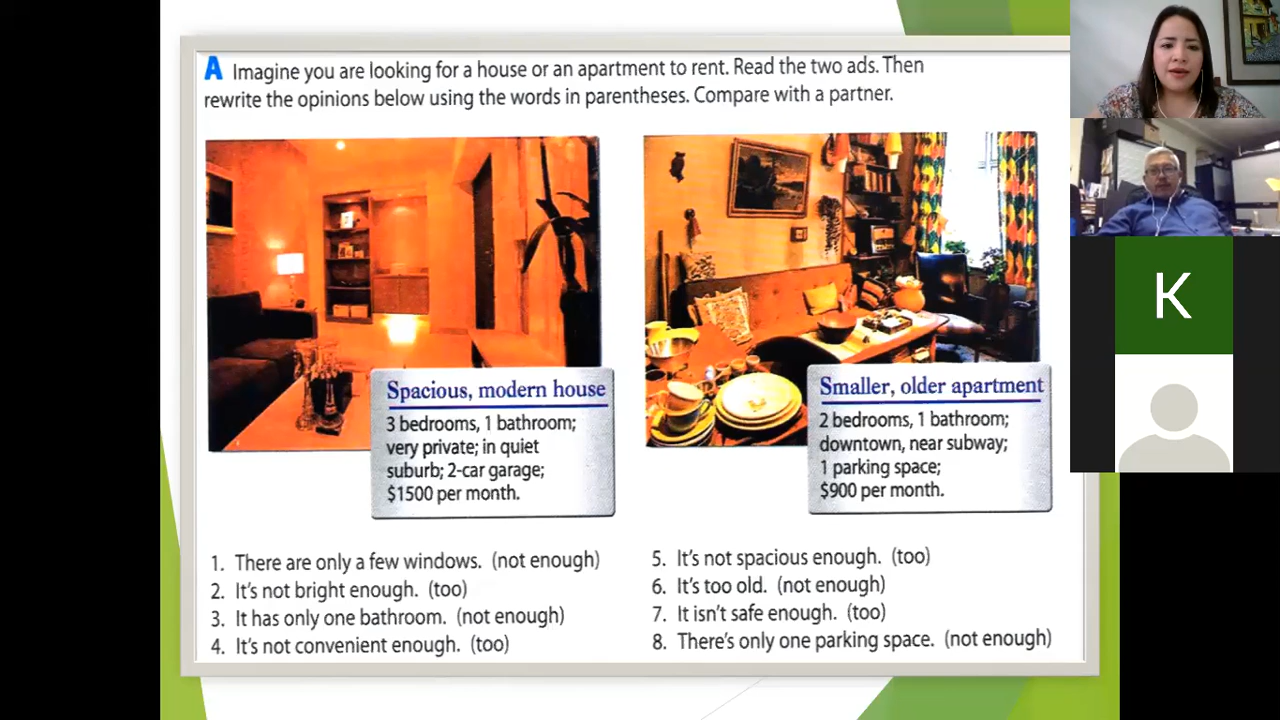 A Imagine you are looking for a house or an apartment to rent. Read the two ads. Then
rewrite the opinions below using the words in parentheses. Compare with a partner.
Spacious, modern house
3 bedrooms, 1 bathroom;
very private; in quiet
suburb; 2-car garage;
$1500 per month.
Smaller, older apartment
2 bedrooms, 1 bathroom;
downtown, near subway;
1 parking space;
$900 per month.
1. There are only a few windows. (not enough)
2. It's not bright enough. (too)
3. It has only one bathroom. (not enough)
4. It's not convenient enough. (too)
5. It's not spacious enough. (too)
6. It's too old. (not enough)
7. It isn't safe enough. (too)
8. There's only one parking space. (not enough)
K